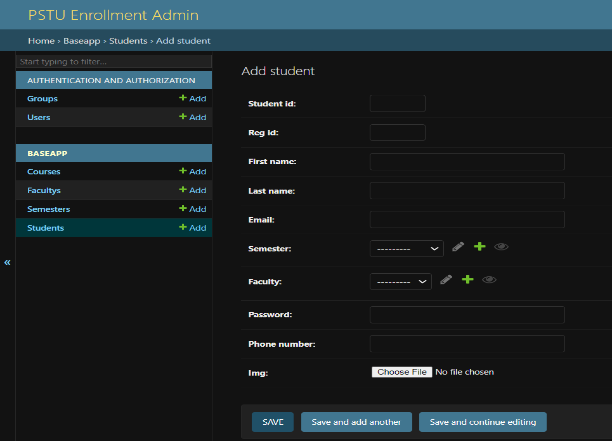 PSTU Enrollment Admin
Home › Baseapp › Students › Add student
Start typing to filter...
AUTHENTICATION AND AUTHORIZATION
Groups + Add
Users + Add
BASEAPP
Courses + Add
Facultys + Add
Semesters + Add
Students + Add
«
Add student
Student id:
Reg Id:
First name:
Last name:
Email:
Semester: ---------
Faculty: ---------
Password:
Phone number:
Img: Choose File No file chosen
SAVE Save and add another Save and continue editing